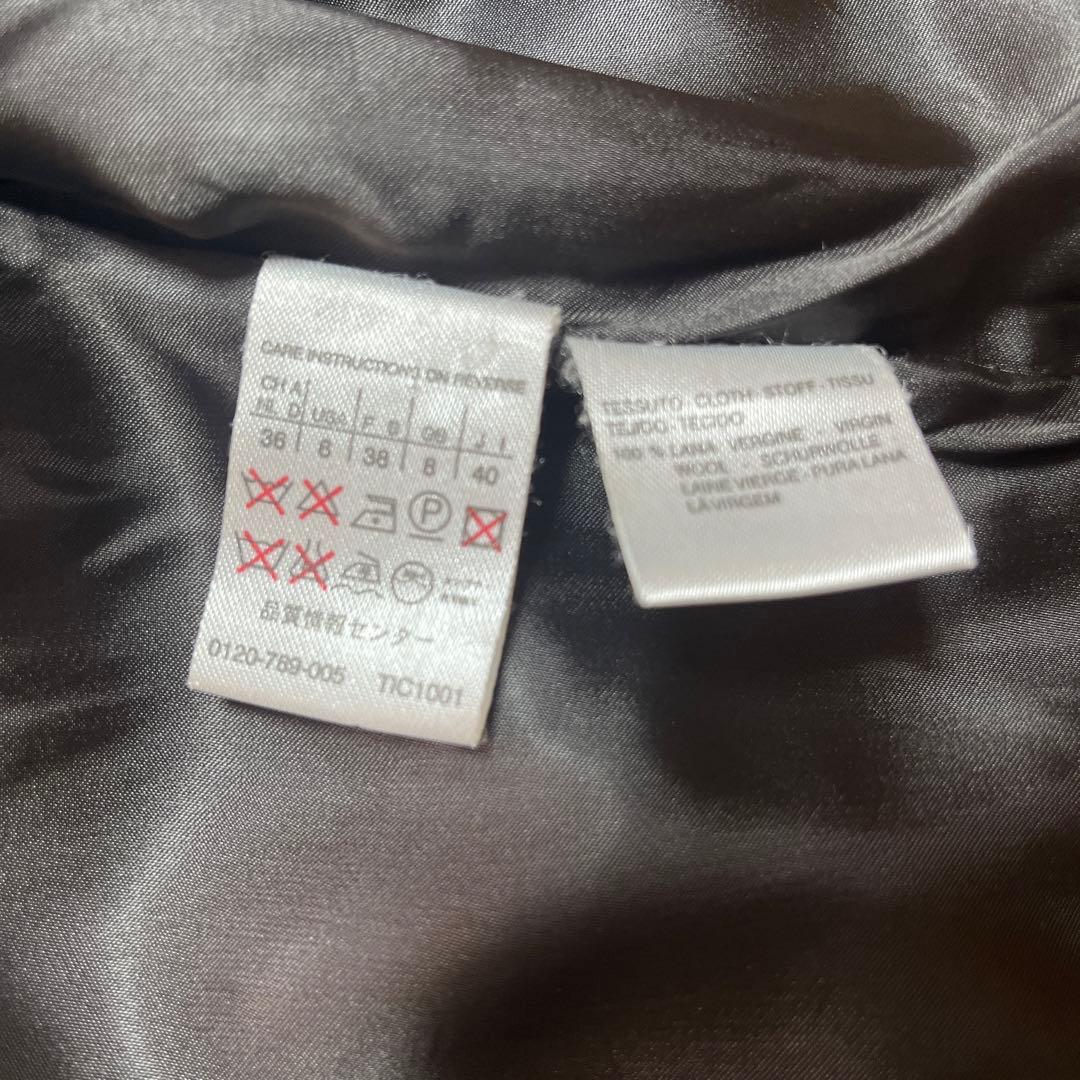 CARE INSTRUCTIONS ON REVERSE
CH A
NL D USA F B GB J I
36 6 38 8 40
P
品質情報センター
0120-789-005 TIC1001
TESSUTO. CLOTH. STOFF. TISSU
TEJIDO. TECIDO
100 % LANA VERGINE . VIRGIN
WOOL . SCHURWOLLE .
LAINE VIERGE. PURA LANA
LÃ VIRGEM